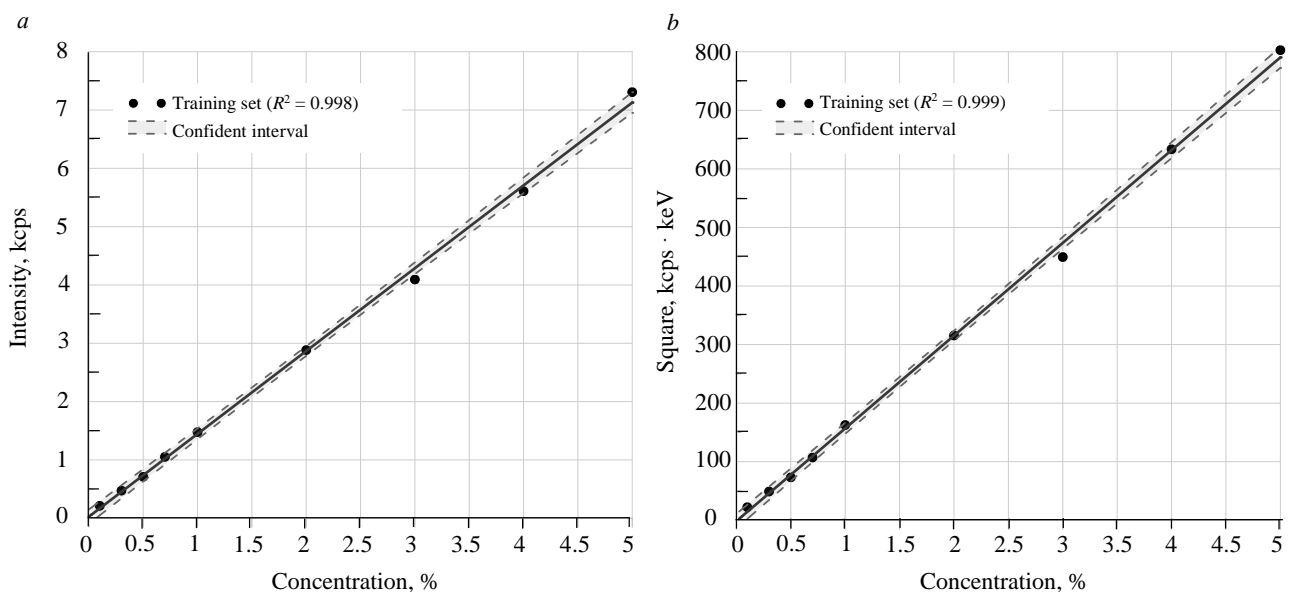 a
8
7
6
5
4
3
2
1
0
Intensity, kcps
Training set (R² = 0.998)
Confident interval
0 0.5 1 1.5 2 2.5 3 3.5 4 4.5 5
Concentration, %
b
800
700
600
500
400
300
200
100
0
Square, kcps · keV
Training set (R² = 0.999)
Confident interval
0 0.5 1 1.5 2 2.5 3 3.5 4 4.5 5
Concentration, %